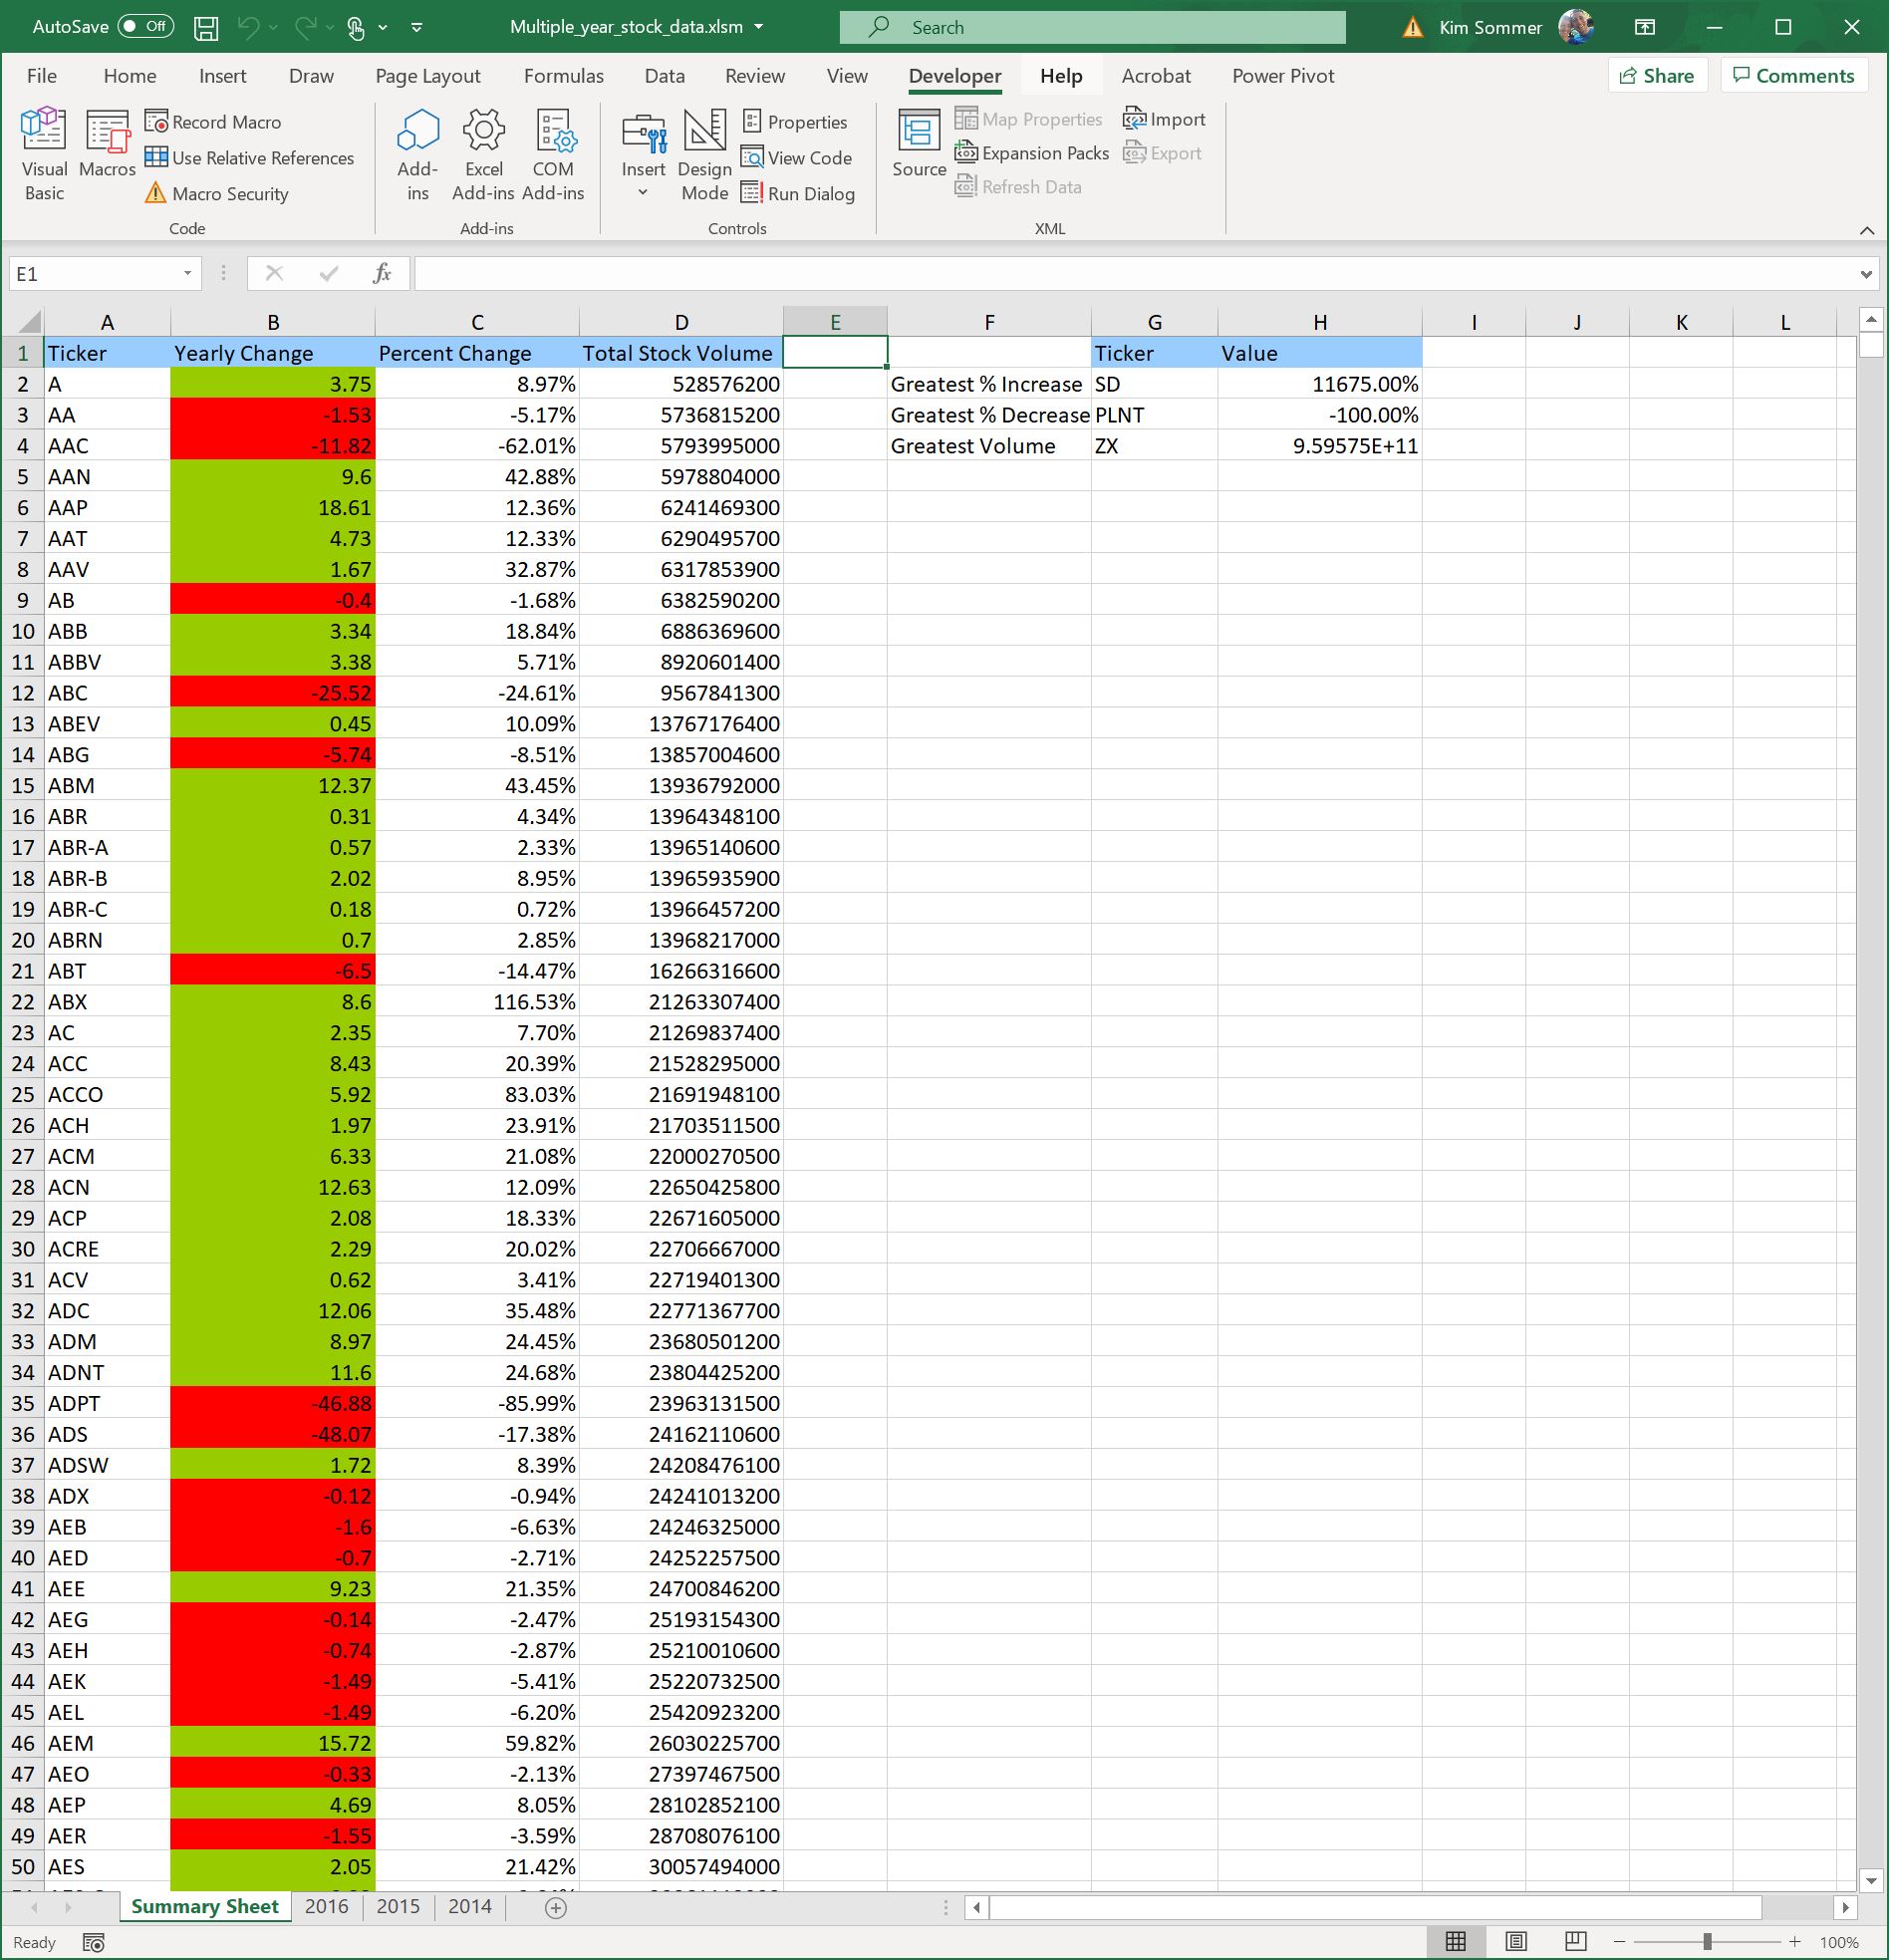 AutoSave Off Multiple_year_stock_data.xlsm Search Kim Sommer
File Home Insert Draw Page Layout Formulas Data Review View Developer Help Acrobat Power Pivot Share Comments
Visual Basic
Macros
Record Macro
Use Relative References
Macro Security
Code
Add-ins
Excel Add-ins
COM Add-ins
Add-ins
Insert
Design Mode
Properties
View Code
Run Dialog
Controls
Source
Map Properties
Expansion Packs
Refresh Data
Import
Export
XML
E1 fx
A B C D E F G H I J K L
1 Ticker Yearly Change Percent Change Total Stock Volume Ticker Value
2 A 3.75 8.97% 528576200 Greatest % Increase SD 11675.00%
3 AA -1.53 -5.17% 5736815200 Greatest % Decrease PLNT -100.00%
4 AAC -11.82 -62.01% 5793995000 Greatest Volume ZX 9.59575E+11
5 AAN 9.6 42.88% 5978804000
6 AAP 18.61 12.36% 6241469300
7 AAT 4.73 12.33% 6290495700
8 AAV 1.67 32.87% 6317853900
9 AB -0.4 -1.68% 6382590200
10 ABB 3.34 18.84% 6886369600
11 ABBV 3.38 5.71% 8920601400
12 ABC -25.52 -24.61% 9567841300
13 ABEV 0.45 10.09% 13767176400
14 ABG -5.74 -8.51% 13857004600
15 ABM 12.37 43.45% 13936792000
16 ABR 0.31 4.34% 13964348100
17 ABR-A 0.57 2.33% 13965140600
18 ABR-B 2.02 8.95% 13965935900
19 ABR-C 0.18 0.72% 13966457200
20 ABRN 0.7 2.85% 13968217000
21 ABT -6.5 -14.47% 16266316600
22 ABX 8.6 116.53% 21263307400
23 AC 2.35 7.70% 21269837400
24 ACC 8.43 20.39% 21528295000
25 ACCO 5.92 83.03% 21691948100
26 ACH 1.97 23.91% 21703511500
27 ACM 6.33 21.08% 22000270500
28 ACN 12.63 12.09% 22650425800
29 ACP 2.08 18.33% 22671605000
30 ACRE 2.29 20.02% 22706667000
31 ACV 0.62 3.41% 22719401300
32 ADC 12.06 35.48% 22771367700
33 ADM 8.97 24.45% 23680501200
34 ADNT 11.6 24.68% 23804425200
35 ADPT -46.88 -85.99% 23963131500
36 ADS -48.07 -17.38% 24162110600
37 ADSW 1.72 8.39% 24208476100
38 ADX -0.12 -0.94% 24241013200
39 AEB -1.6 -6.63% 24246325000
40 AED -0.7 -2.71% 24252257500
41 AEE 9.23 21.35% 24700846200
42 AEG -0.14 -2.47% 25193154300
43 AEH -0.74 -2.87% 25210010600
44 AEK -1.49 -5.41% 25220732500
45 AEL -1.49 -6.20% 25420923200
46 AEM 15.72 59.82% 26030225700
47 AEO -0.33 -2.13% 27397467500
48 AEP 4.69 8.05% 28102852100
49 AER -1.55 -3.59% 28708076100
50 AES 2.05 21.42% 30057494000
Summary Sheet 2016 2015 2014
Ready 100%